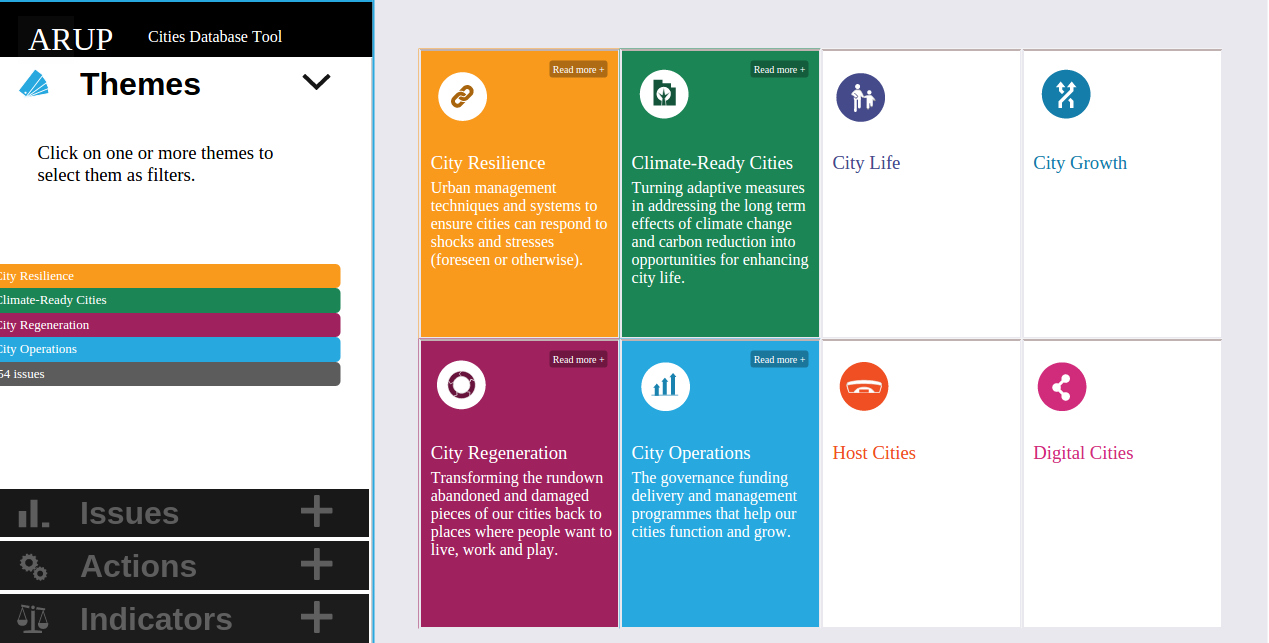 ARUP Cities Database Tool
Themes
Click on one or more themes to
select them as filters.
City Resilience
Climate-Ready Cities
City Regeneration
City Operations
54 issues
Issues
Actions
Indicators
Read more +
City Resilience
Urban management
techniques and systems to
ensure cities can respond to
shocks and stresses
(foreseen or otherwise).
Read more +
Climate-Ready Cities
Turning adaptive measures
in addressing the long term
effects of climate change
and carbon reduction into
opportunities for enhancing
city life.
City Life
City Growth
Read more +
City Regeneration
Transforming the rundown
abandoned and damaged
pieces of our cities back to
places where people want to
live, work and play.
Read more +
City Operations
The governance funding
delivery and management
programmes that help our
cities function and grow.
Host Cities
Digital Cities